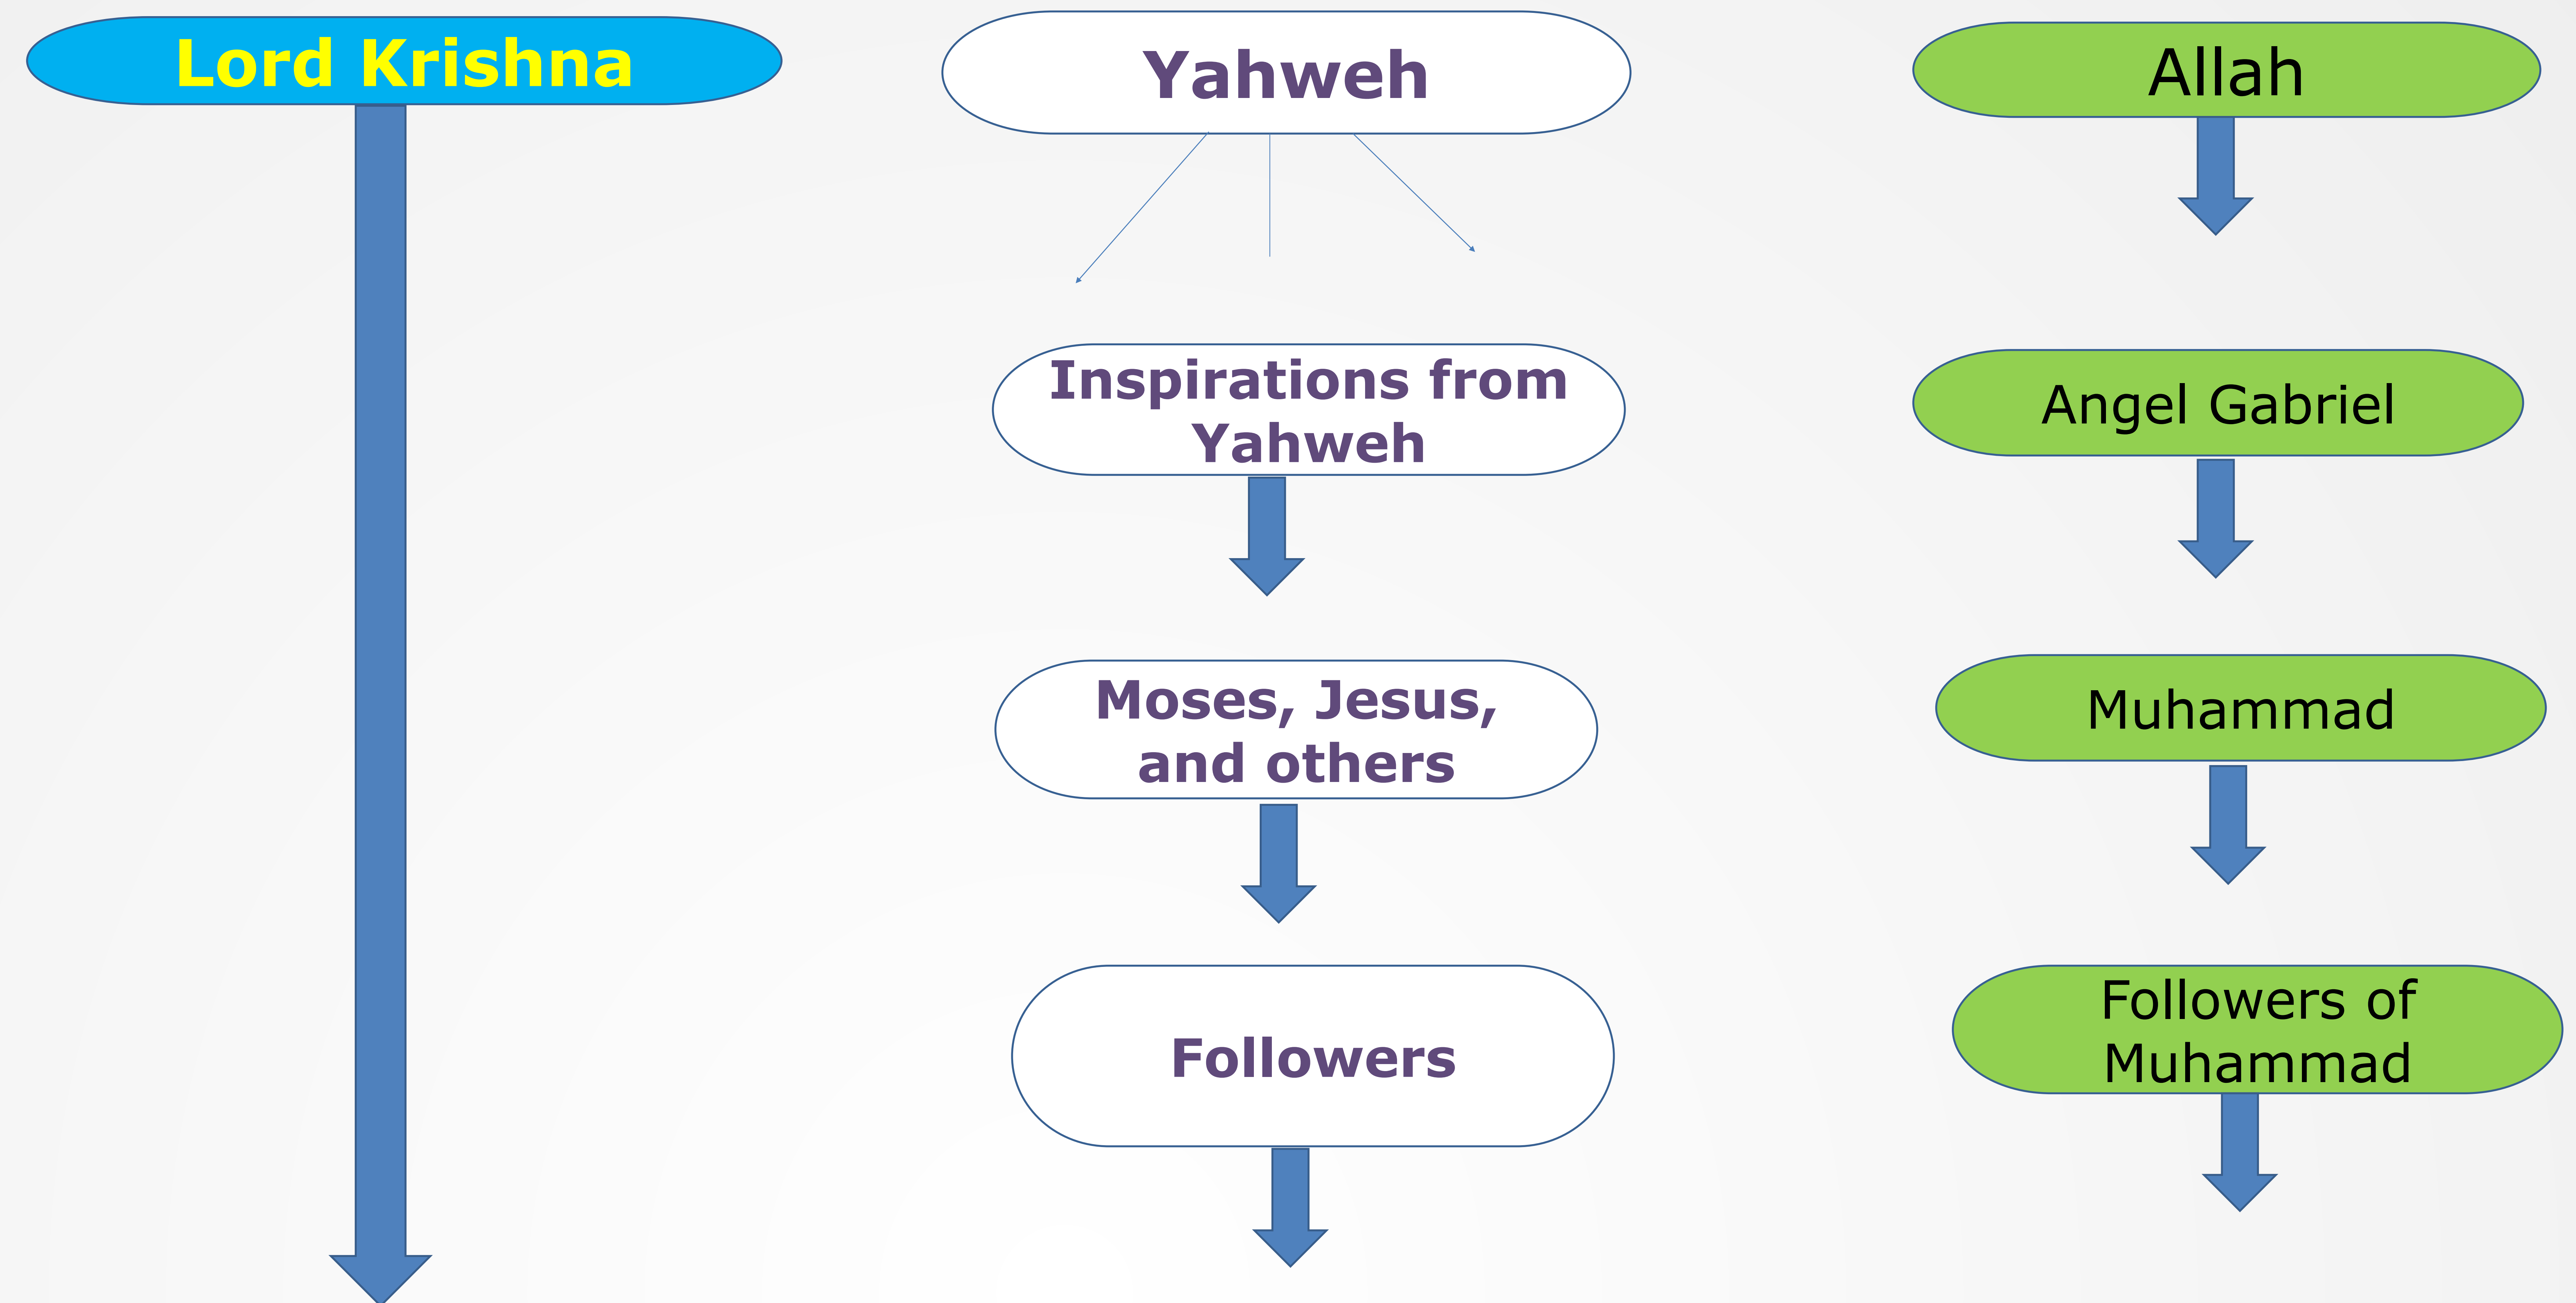 Lord Krishna
Yahweh
Allah
Inspirations from
Yahweh
Angel Gabriel
Moses, Jesus,
and others
Muhammad
Followers
Followers of
Muhammad